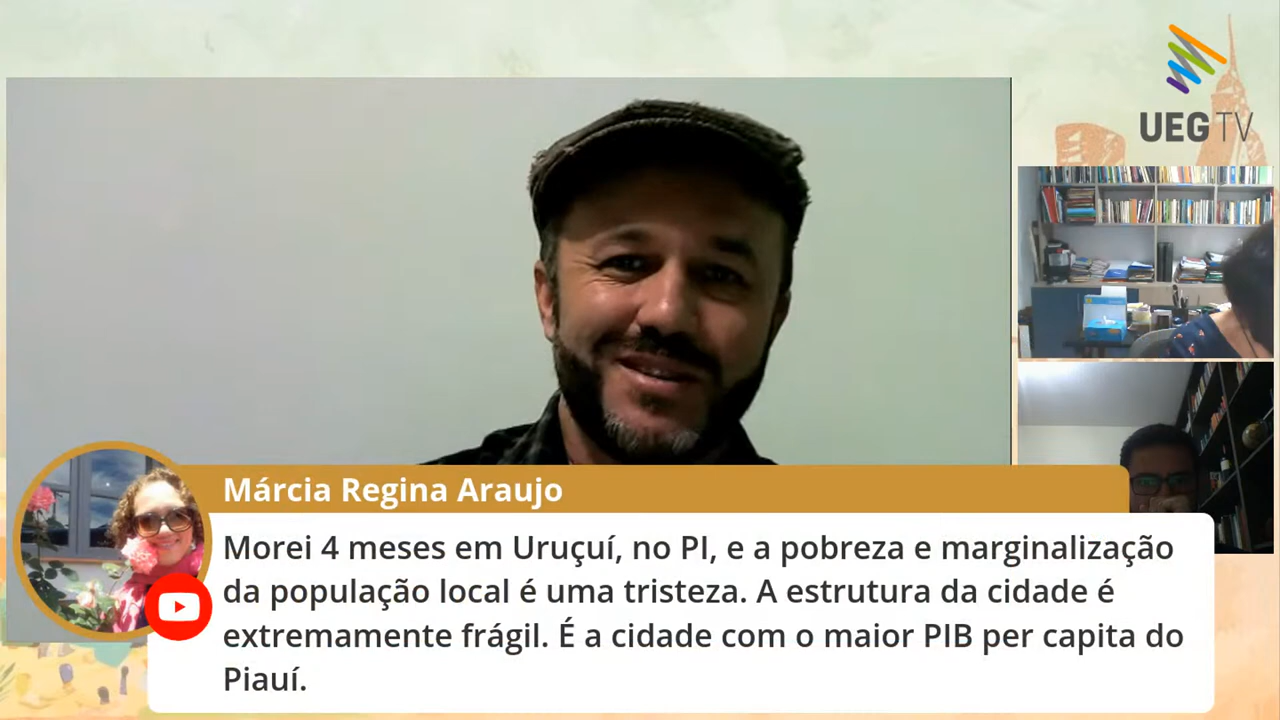 UEG TV
Márcia Regina Araujo
Morei 4 meses em Uruçuí, no PI, e a pobreza e marginalização
da população local é uma tristeza. A estrutura da cidade é
extremamente frágil. É a cidade com o maior PIB per capita do
Piauí.